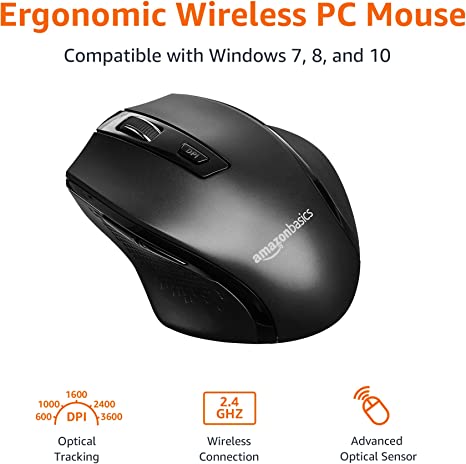 Ergonomic Wireless PC Mouse
Compatible with Windows 7, 8, and 10
DPI
amazonbasics
1600
1000 2400
600 DPI 3600
2.4
GHZ
Optical
Tracking
Wireless
Connection
Advanced
Optical Sensor